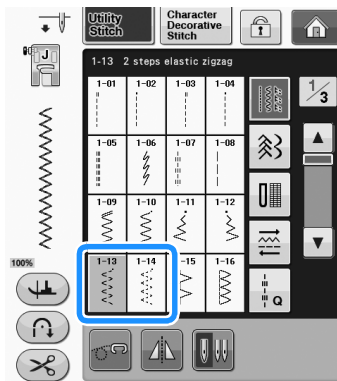 Utility
Stitch
Character
Decorative
Stitch
J
1-13 2 steps elastic zigzag
1-01 1-02 1-03 1-04
1/3
1-05 1-06 1-07 1-08
1-09 1-10 1-11 1-12
1-13 1-14 1-15 1-16
100%
Q